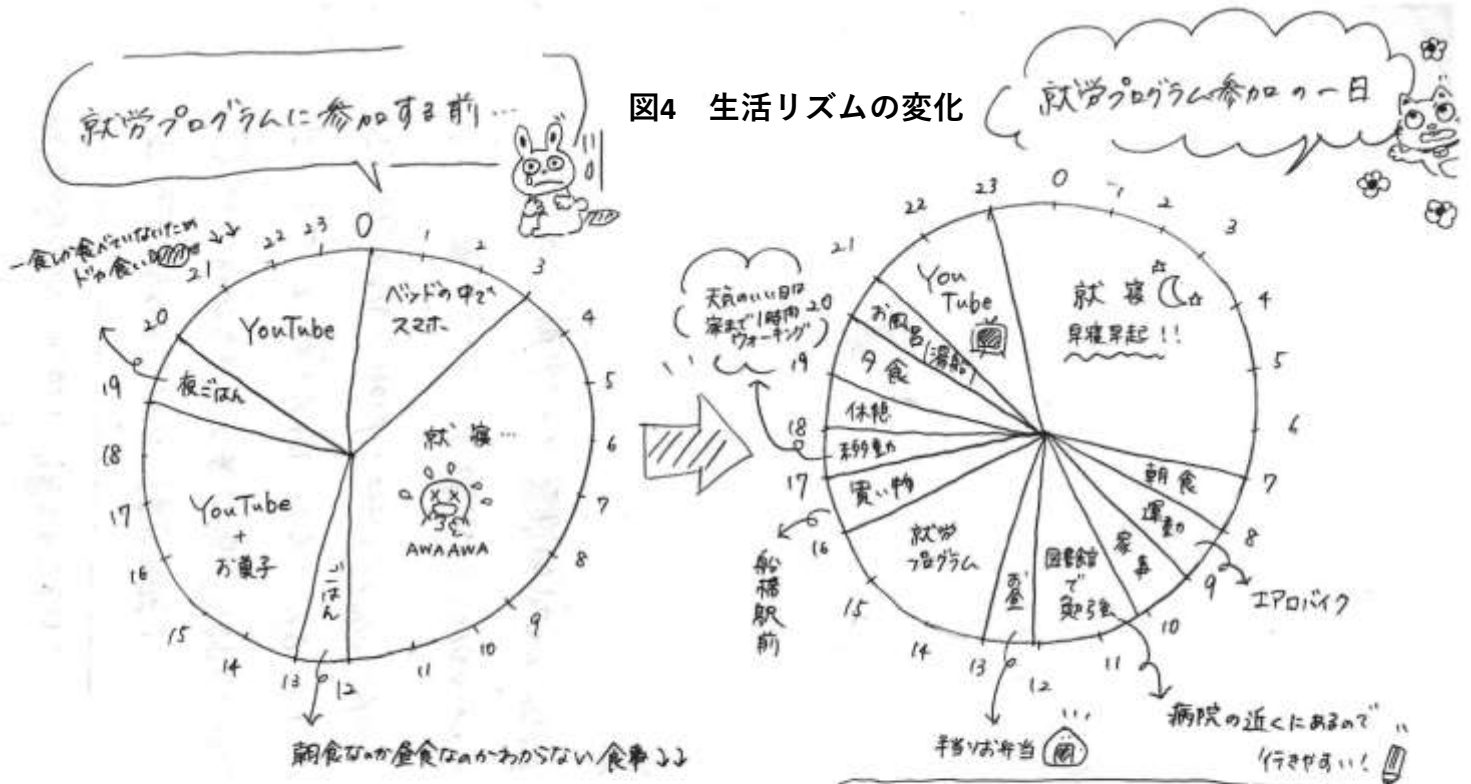 図4 生活リズムの変化
就労プログラムに参加する前…
一食しか食べていないため
ドカ食い
↓↓
0
1
2
3
4
5
6
7
8
9
10
11
12
13
14
15
16
17
18
19
20
21
22
23
ベッドの中で
スマホ
就寝…
AWAAWA
ごはん
YouTube
+
お菓子
夜ごはん
YouTube
朝食なのか昼食なのかわからない食事↓↓
就労プログラム参加の一日
0
1
2
3
4
5
6
7
8
9
10
11
12
13
14
15
16
17
18
19
20
21
22
23
就寝
早寝早起!!
朝食
運動
エアロバイク
家事
図書館
で
勉強
病院の近くにあるので
行きやすい!
お昼
手作りお弁当
就労
プログラム
買い物
船橋駅前
移動
天気のいい日は
家まで1時間
ウォーキング
休憩
夕食
お風呂(湯船)
You
Tube